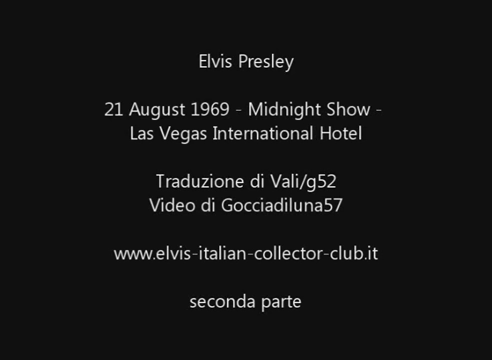 Elvis Presley
21 August 1969 - Midnight Show -
Las Vegas International Hotel
Traduzione di Vali/g52
Video di Gocciadiluna57
www.elvis-italian-collector-club.it
seconda parte